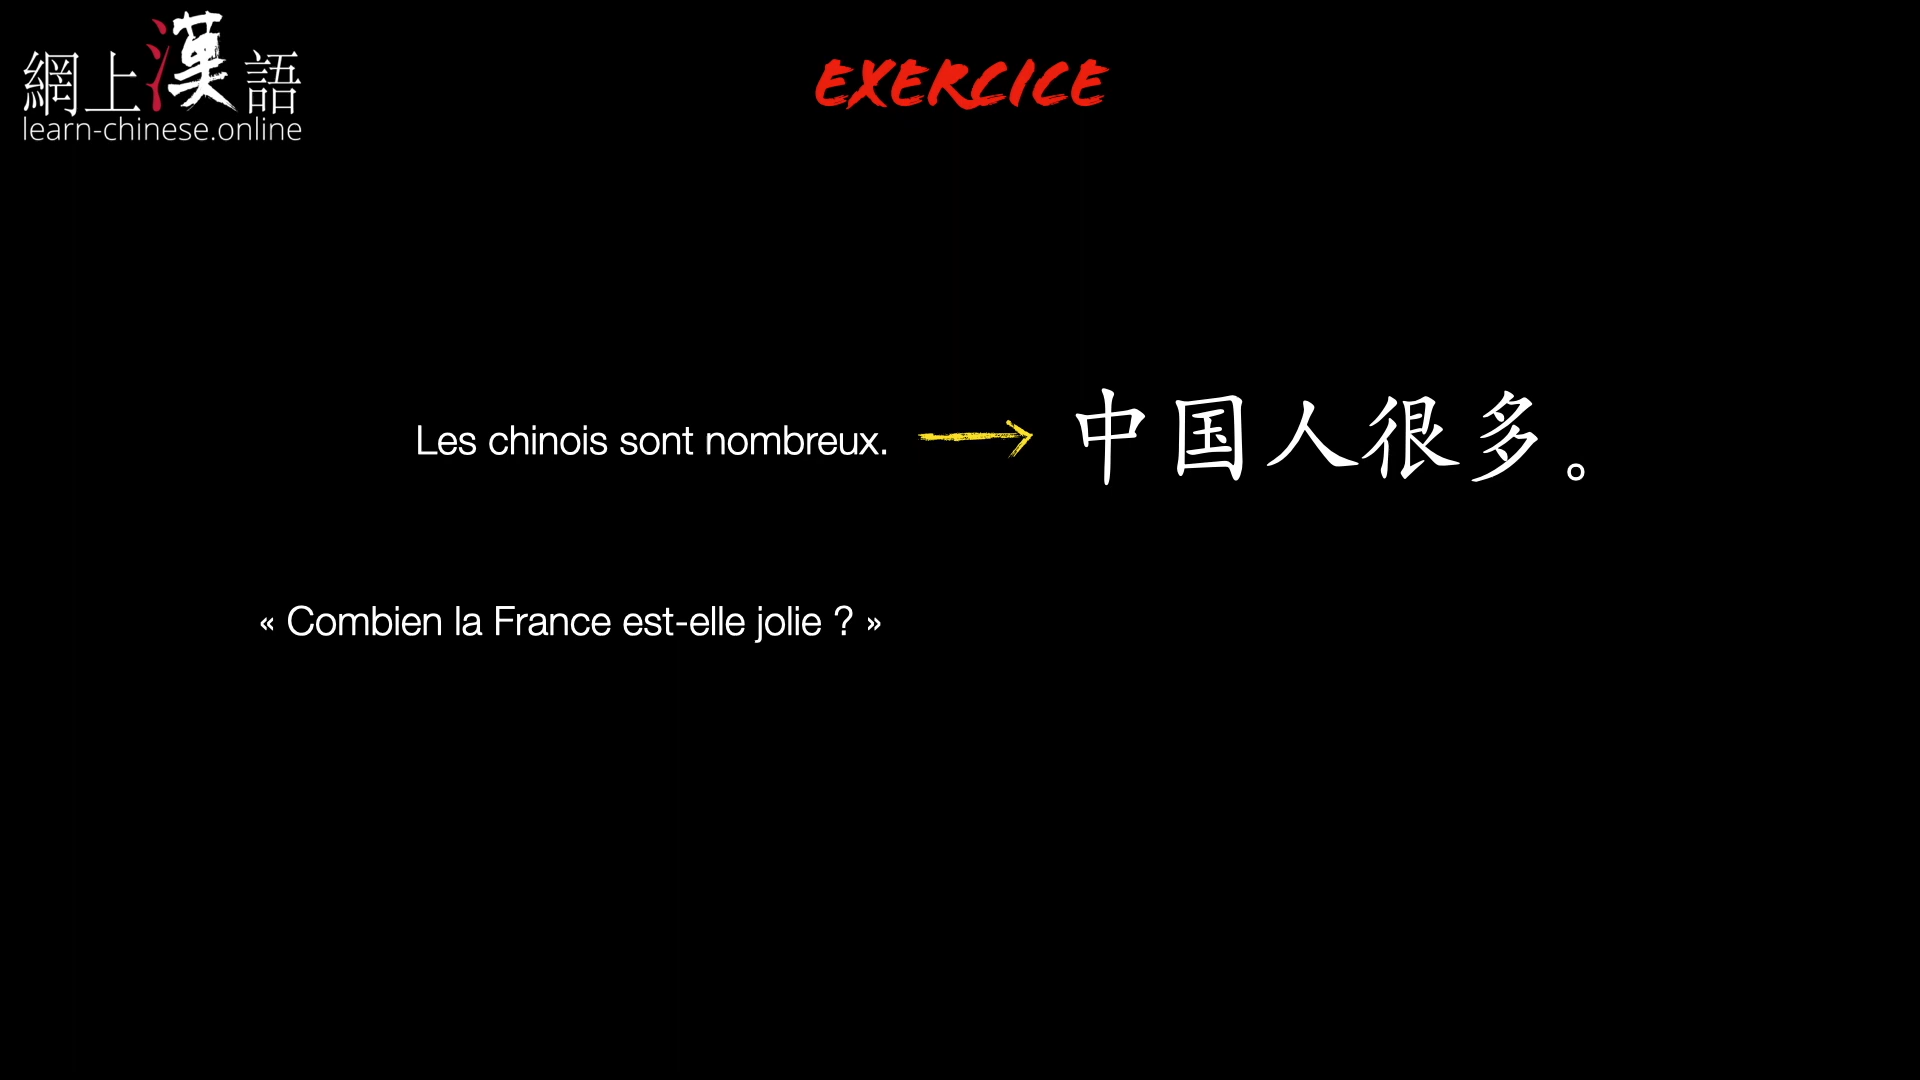 網上漢語
learn-chinese.online
EXERCICE
Les chinois sont nombreux. → 中国人很多。
« Combien la France est-elle jolie ? »